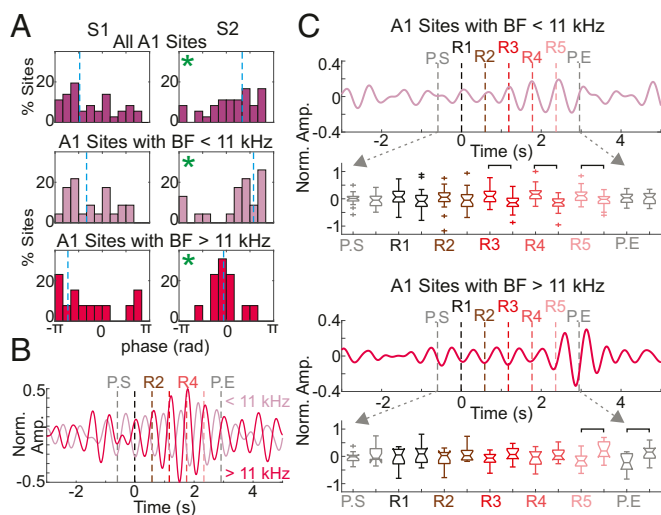 A
S1
S2
All A1 Sites
% Sites
20
0
*
A1 Sites with BF < 11 kHz
20
0
*
% Sites
A1 Sites with BF > 11 kHz
20
0
*
-π 0 π -π 0 π
phase (rad)
B
P.S R2 R4 P.E
Norm. Amp.
0.5
0
-0.5
< 11 kHz
> 11 kHz
-2 0 2 4
Time (s)
C
A1 Sites with BF < 11 kHz
P.S R1 R2 R3 R4 R5 P.E
Norm. Amp.
0.4
0
-0.4
-2 0 2 4
Time (s)
1
0
-1
P.S R1 R2 R3 R4 R5 P.E
A1 Sites with BF > 11 kHz
P.S R1 R2 R3 R4 R5 P.E
Norm. Amp.
0.4
0
-0.4
-2 0 2 4
Time (s)
1
0
-1
P.S R1 R2 R3 R4 R5 P.E